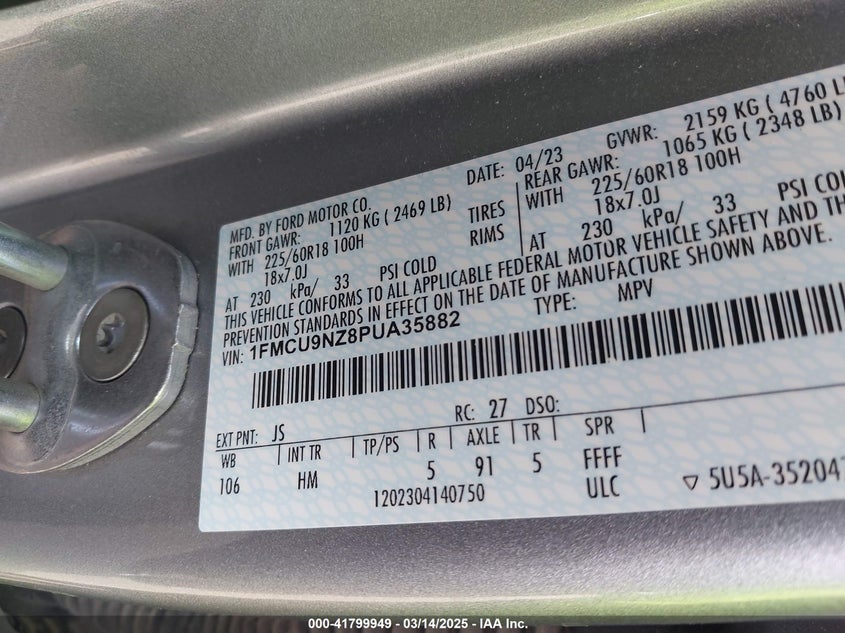 MFD. BY FORD MOTOR CO. DATE: 04/23 GVWR: 2159 KG ( 4760 L
FRONT GAWR: 1120 KG ( 2469 LB) REAR GAWR: 1065 KG ( 2348 LB)
WITH 225/60R18 100H TIRES WITH 225/60R18 100H
18x7.0J RIMS 18x7.0J
AT 230 kPa/ 33 PSI COLD AT 230 kPa/ 33 PSI COL
THIS VEHICLE CONFORMS TO ALL APPLICABLE FEDERAL MOTOR VEHICLE SAFETY AND
PREVENTION STANDARDS IN EFFECT ON THE DATE OF MANUFACTURE SHOWN ABOVE.
VIN: 1FMCU9NZ8PUA35882 TYPE: MPV
EXT PNT: JS RC: 27 DSO:
WB INT TR TP/PS R AXLE TR SPR
106 HM 5 91 5 FFFF
1202304140750 ULC ▽ 5U5A-35204
000-41799949 - 03/14/2025 - IAA Inc.